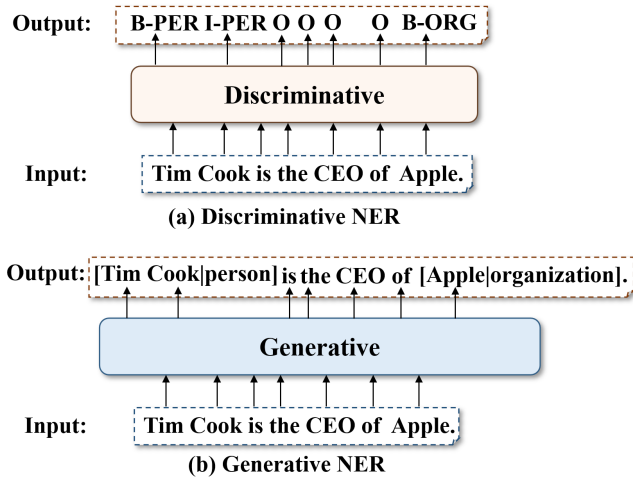 Output: B-PER I-PER O O O O B-ORG
Discriminative
Input: Tim Cook is the CEO of Apple.
(a) Discriminative NER
Output: [Tim Cook|person] is the CEO of [Apple|organization].
Generative
Input: Tim Cook is the CEO of Apple.
(b) Generative NER